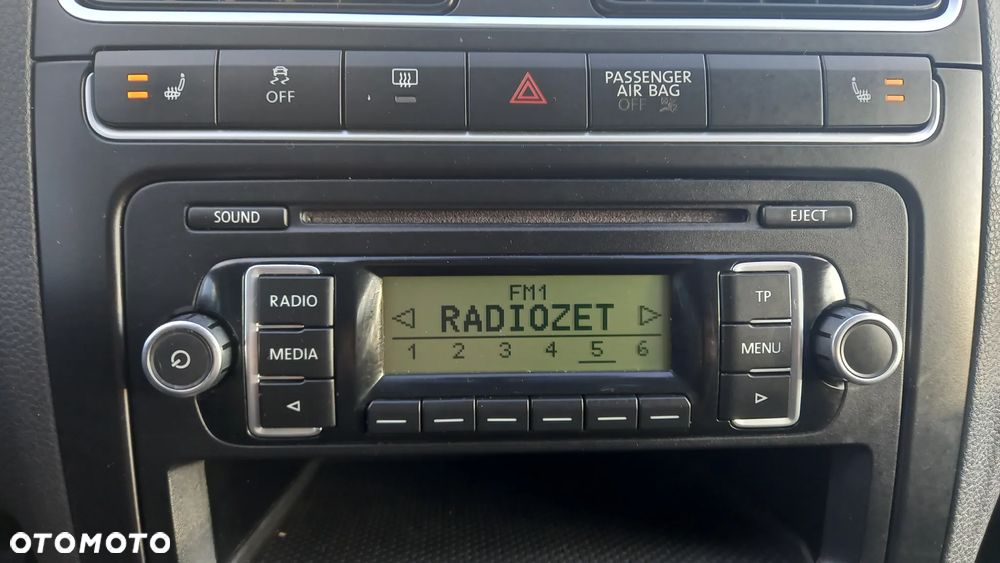 OFF
PASSENGER
AIR BAG
OFF
SOUND
EJECT
RADIO
MEDIA
FM1
RADIOZET
1 2 3 4 5 6
TP
MENU
OTOMOTO